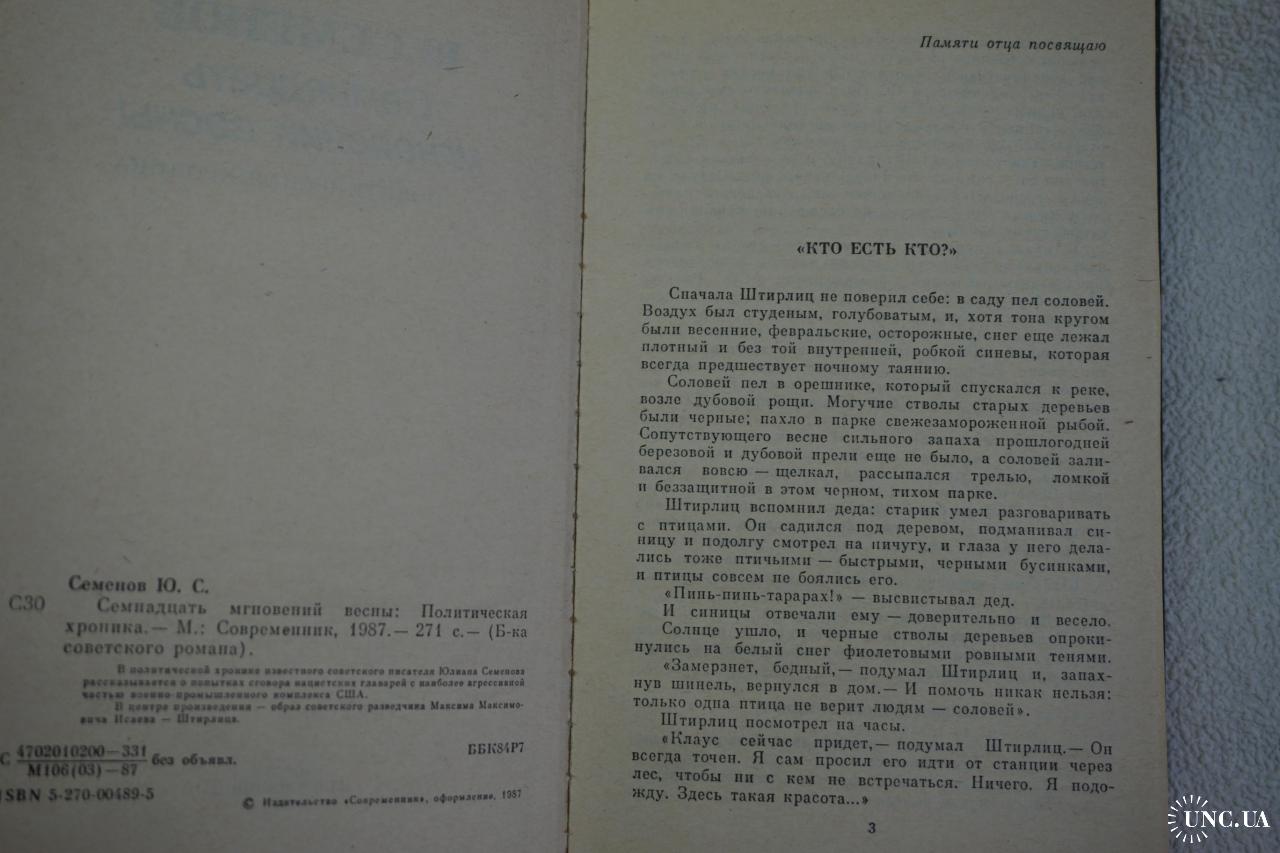 Семенов Ю. С.
С30
Семнадцать мгновений весны: Политическая
хроника.— М.: Современник, 1987.— 271 с.— (Б-ка
советского романа).
В политической хронике известного советского писателя Юлиана Семенова
рассказывается о попытках сговора нацистских главарей с наиболее агрессивной
частью военно-промышленного комплекса США.
В центре произведения — образ советского разведчика Максима Максимо-
вича Исаева — Штирлица.
С 4702010200—331 без объявл.
М106(03)—87
ББК84Р7
ISBN 5-270-00489-5
© Издательство «Современник», оформление, 1987
Памяти отца посвящаю
«КТО ЕСТЬ КТО?»
Сначала Штирлиц не поверил себе: в саду пел соловей.
Воздух был студеным, голубоватым, и, хотя тона кругом
были весенние, февральские, осторожные, снег еще лежал
плотный и без той внутренней, робкой синевы, которая
всегда предшествует ночному таянию.
Соловей пел в орешнике, который спускался к реке,
возле дубовой рощи. Могучие стволы старых деревьев
были черные; пахло в парке свежезамороженной рыбой.
Сопутствующего весне сильного запаха прошлогодней
березовой и дубовой прели еще не было, а соловей зали-
вался вовсю — щелкал, рассыпался трелью, ломкой
и беззащитной в этом черном, тихом парке.
Штирлиц вспомнил деда: старик умел разговаривать
с птицами. Он садился под деревом, подманивал си-
ницу и подолгу смотрел на пичугу, и глаза у него дела-
лись тоже птичьими — быстрыми, черными бусинками,
и птицы совсем не боялись его.
«Пинь-пинь-тарарах!» — высвистывал дед.
И синицы отвечали ему — доверительно и весело.
Солнце ушло, и черные стволы деревьев опроки-
нулись на белый снег фиолетовыми ровными тенями.
«Замерзнет, бедный,— подумал Штирлиц и, запах-
нув шинель, вернулся в дом.— И помочь никак нельзя:
только одна птица не верит людям — соловей».
Штирлиц посмотрел на часы.
«Клаус сейчас придет,— подумал Штирлиц.— Он
всегда точен. Я сам просил его идти от станции через
лес, чтобы ни с кем не встречаться. Ничего. Я подо-
жду. Здесь такая красота...»
3
UNC.UA